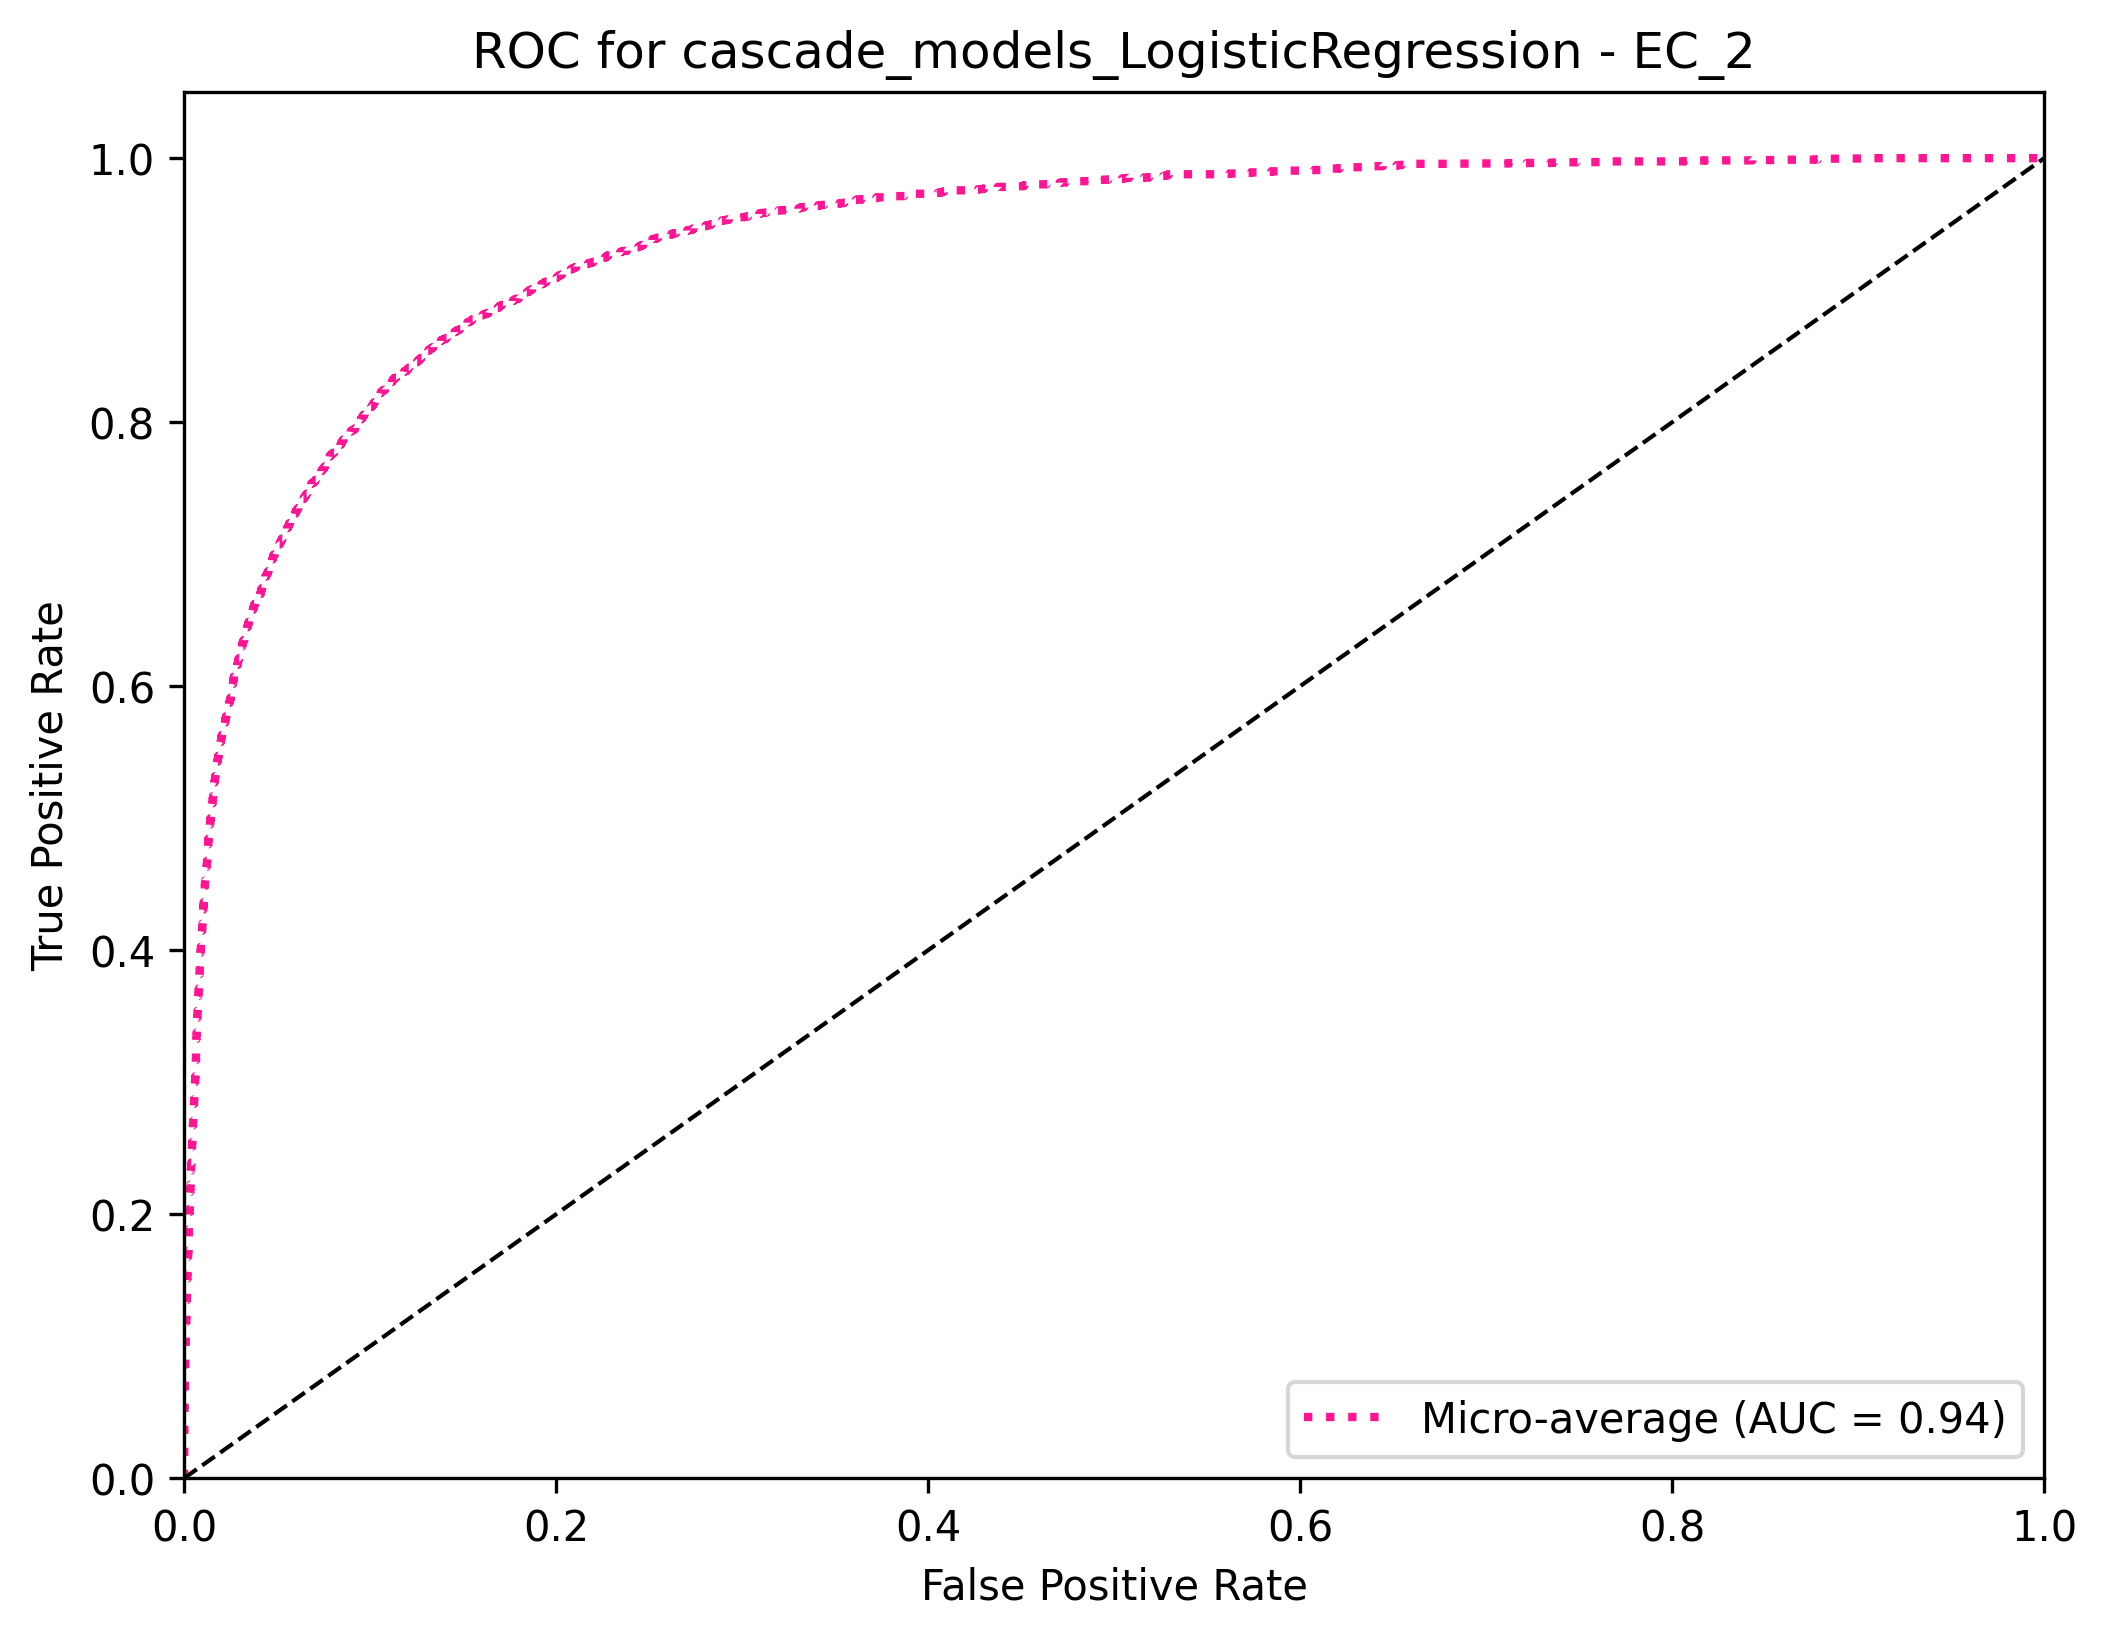 ROC for cascade_models_LogisticRegression - EC_2
1.0
0.8
0.6
0.4
0.2
0.0
True Positive Rate
0.0 0.2 0.4 0.6 0.8 1.0
False Positive Rate
Micro-average (AUC = 0.94)